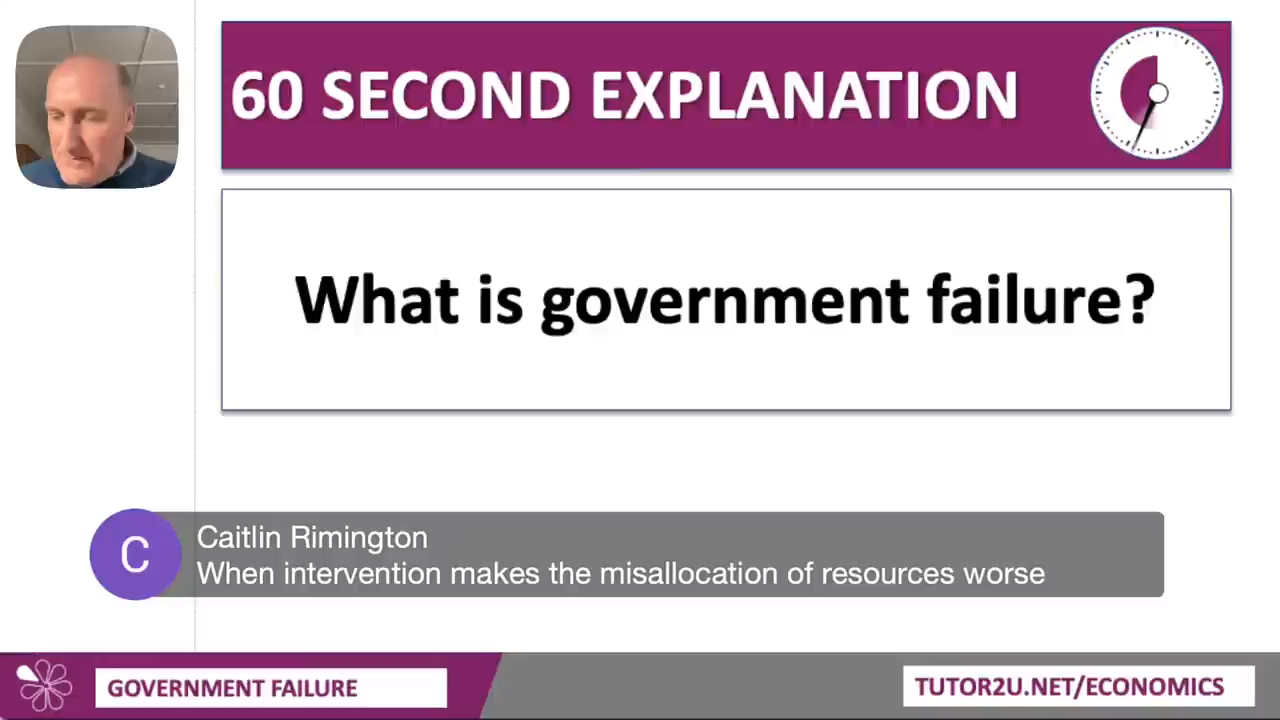 60 SECOND EXPLANATION
What is government failure?
C
Caitlin Rimington
When intervention makes the misallocation of resources worse
GOVERNMENT FAILURE
TUTOR2U.NET/ECONOMICS